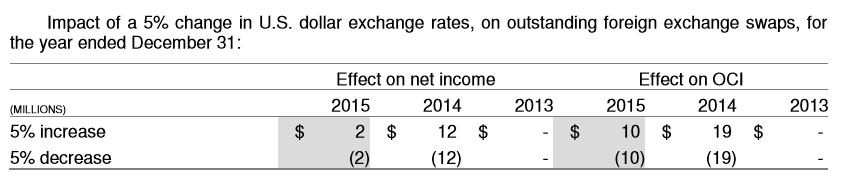 Impact of a 5% change in U.S. dollar exchange rates, on outstanding foreign exchange swaps, for
the year ended December 31:
Effect on net income Effect on OCI
(MILLIONS) 2015 2014 2013 2015 2014 2013
5% increase $ 2 $ 12 $ - $ 10 $ 19 $ -
5% decrease (2) (12) - (10) (19) -